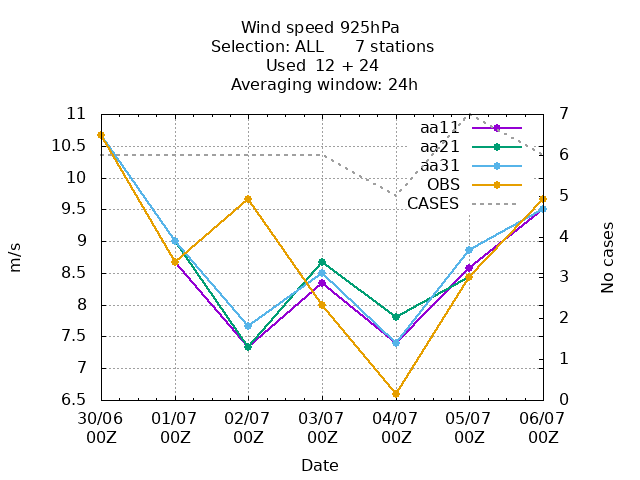 Wind speed 925hPa
Selection: ALL 7 stations
Used 12 + 24
Averaging window: 24h
11
10.5
10
9.5
9
8.5
8
7.5
7
6.5
m/s
7
6
5
4
3
2
1
0
No cases
aa11
aa21
aa31
OBS
CASES
30/06 01/07 02/07 03/07 04/07 05/07 06/07
00Z 00Z 00Z 00Z 00Z 00Z 00Z
Date